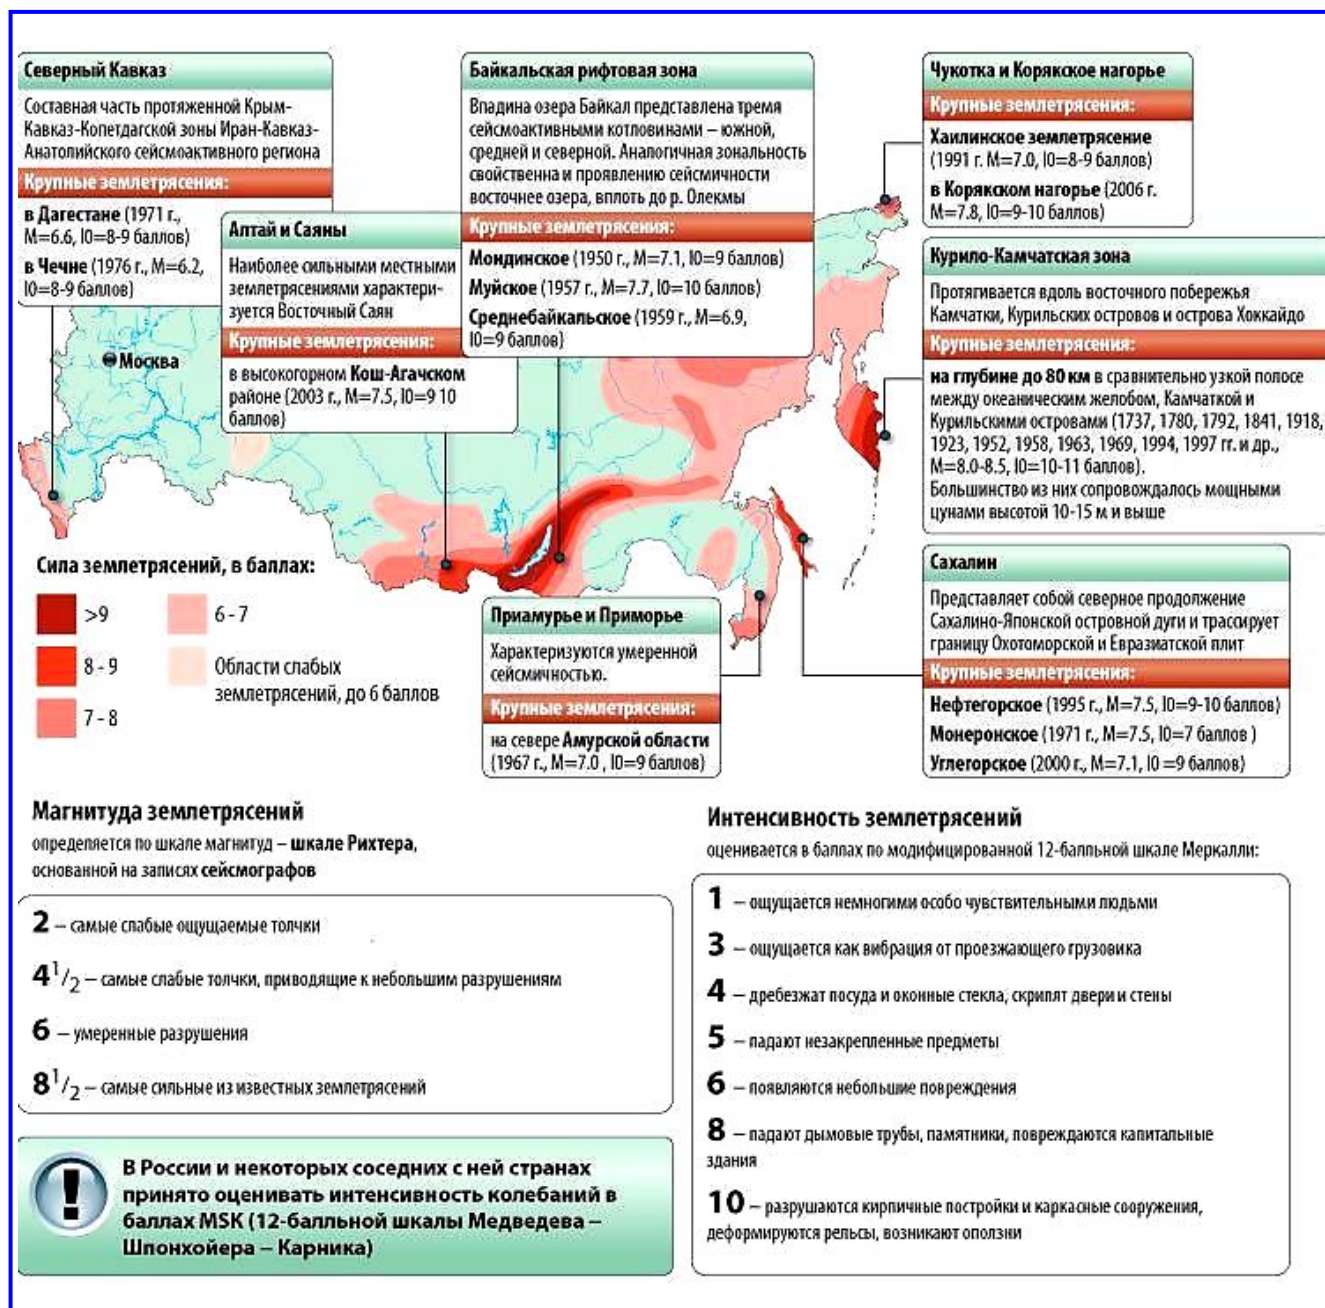 Северный Кавказ
Составная часть протяженной Крым-
Кавказ-Копетдагской зоны Иран-Кавказ-
Анатолийского сейсмоактивного региона
Крупные землетрясения:
в Дагестане (1971 г.,
М=6.6, I0=8-9 баллов)
в Чечне (1976 г., М=6.2,
I0=8-9 баллов)
Алтай и Саяны
Наиболее сильными местными
землетрясениями характери-
зуется Восточный Саян
Крупные землетрясения:
в высокогорном Кош-Агачском
районе (2003 г., М=7.5, I0=9 10
баллов)
Байкальская рифтовая зона
Впадина озера Байкал представлена тремя
сейсмоактивными котловинами – южной,
средней и северной. Аналогичная зональность
свойственна и проявлению сейсмичности
восточнее озера, вплоть до р. Олекмы
Крупные землетрясения:
Мондинское (1950 г., М=7.1, I0=9 баллов)
Муйское (1957 г., М=7.7, I0=10 баллов)
Среднебайкальское (1959 г., М=6.9,
I0=9 баллов)
Чукотка и Корякское нагорье
Крупные землетрясения:
Хаилинское землетрясение
(1991 г. М=7.0, I0=8-9 баллов)
в Корякском нагорье (2006 г.
М=7.8, I0=9-10 баллов)
Курило-Камчатская зона
Протягивается вдоль восточного побережья
Камчатки, Курильских островов и острова Хоккайдо
Крупные землетрясения:
на глубине до 80 км в сравнительно узкой полосе
между океаническим желобом, Камчаткой и
Курильскими островами (1737, 1780, 1792, 1841, 1918,
1923, 1952, 1958, 1963, 1969, 1994, 1997 гг. и др.,
М=8.0-8.5, I0=10-11 баллов).
Большинство из них сопровождалось мощными
цунами высотой 10-15 м и выше
Москва
Сила землетрясений, в баллах:
>9
8 - 9
7 - 8
6 - 7
Области слабых
землетрясений, до 6 баллов
Приамурье и Приморье
Характеризуются умеренной
сейсмичностью.
Крупные землетрясения:
на севере Амурской области
(1967 г., М=7.0 , I0=9 баллов)
Сахалин
Представляет собой северное продолжение
Сахалино-Японской островной дуги и трассирует
границу Охотоморской и Евразиатской плит
Крупные землетрясения:
Нефтегорское (1995 г., М=7.5, I0=9-10 баллов)
Монеронское (1971 г., М=7.5, I0=7 баллов )
Углегорское (2000 г., М=7.1, I0 =9 баллов)
Магнитуда землетрясений
определяется по шкале магнитуд – шкале Рихтера,
основанной на записях сейсмографов
2 – самые слабые ощущаемые толчки
4 1/2 – самые слабые толчки, приводящие к небольшим разрушениям
6 – умеренные разрушения
8 1/2 – самые сильные из известных землетрясений
! В России и некоторых соседних с ней странах
принято оценивать интенсивность колебаний в
баллах MSK (12-балльной шкалы Медведева –
Шпонхойера – Карника)
Интенсивность землетрясений
оценивается в баллах по модифицированной 12-балльной шкале Меркалли:
1 – ощущается немногими особо чувствительными людьми
3 – ощущается как вибрация от проезжающего грузовика
4 – дребезжат посуда и оконные стекла, скрипят двери и стены
5 – падают незакрепленные предметы
6 – появляются небольшие повреждения
8 – падают дымовые трубы, памятники, повреждаются капитальные
здания
10 – разрушаются кирпичные постройки и каркасные сооружения,
деформируются рельсы, возникают оползни